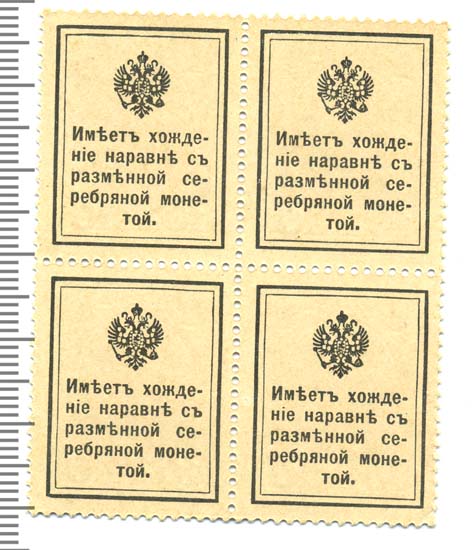 Имѣетъ хожде-
ніе наравнѣ съ
размѣнной се-
ребряной моне-
той.
Имѣетъ хожде-
ніе наравнѣ съ
размѣнной се-
ребряной моне-
той.
Имѣетъ хожде-
ніе наравнѣ съ
размѣнной се-
ребряной моне-
той.
Имѣетъ хожде-
ніе наравнѣ съ
размѣнной се-
ребряной моне-
той.